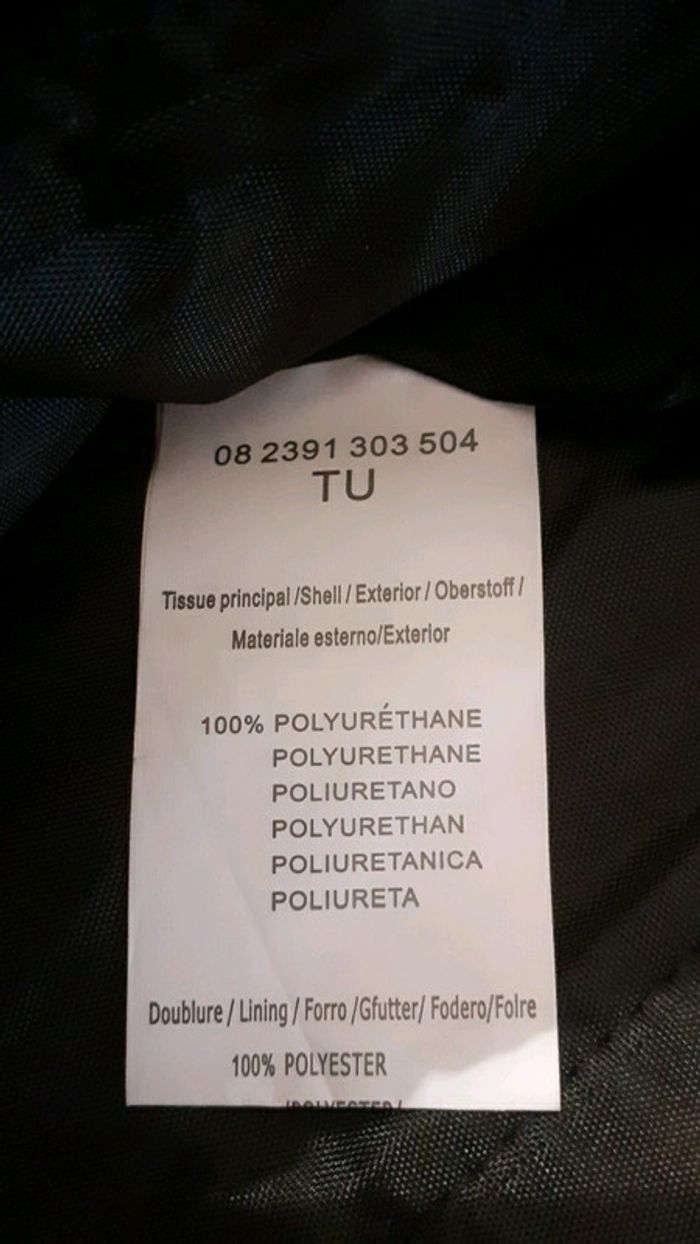 08 2391 303 504
TU
Tissue principal /Shell / Exterior / Oberstoff /
Materiale esterno/Exterior
100% POLYURÉTHANE
POLYURETHANE
POLIURETANO
POLYURETHAN
POLIURETANICA
POLIURETA
Doublure / Lining / Forro /Gfutter/ Fodero/Folre
100% POLYESTER